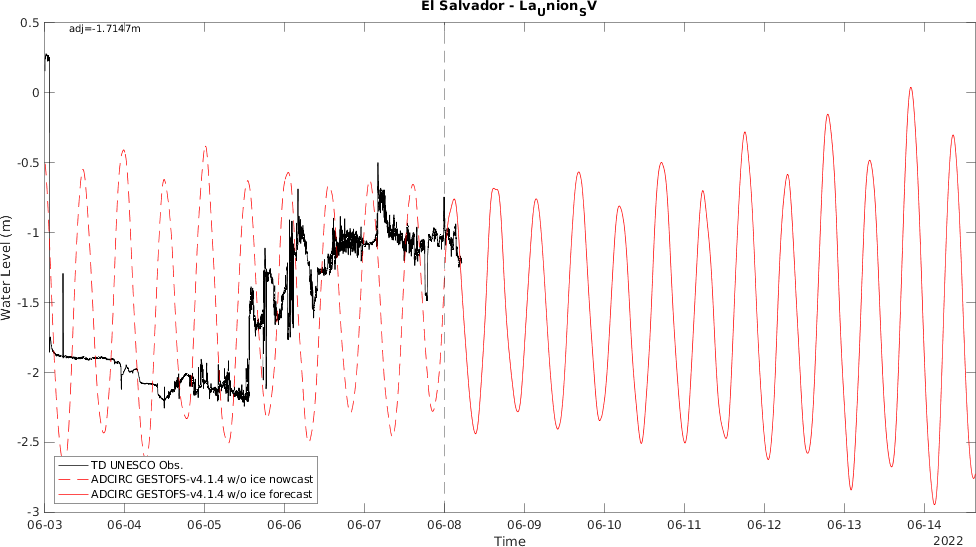 El Salvador - LaUnionSV
adj=-1.7147m
0.5
0
-0.5
-1
-1.5
-2
-2.5
-3
Water Level (m)
TD UNESCO Obs.
ADCIRC GESTOFS-v4.1.4 w/o ice nowcast
ADCIRC GESTOFS-v4.1.4 w/o ice forecast
06-03 06-04 06-05 06-06 06-07 06-08 06-09 06-10 06-11 06-12 06-13 06-14
Time
2022